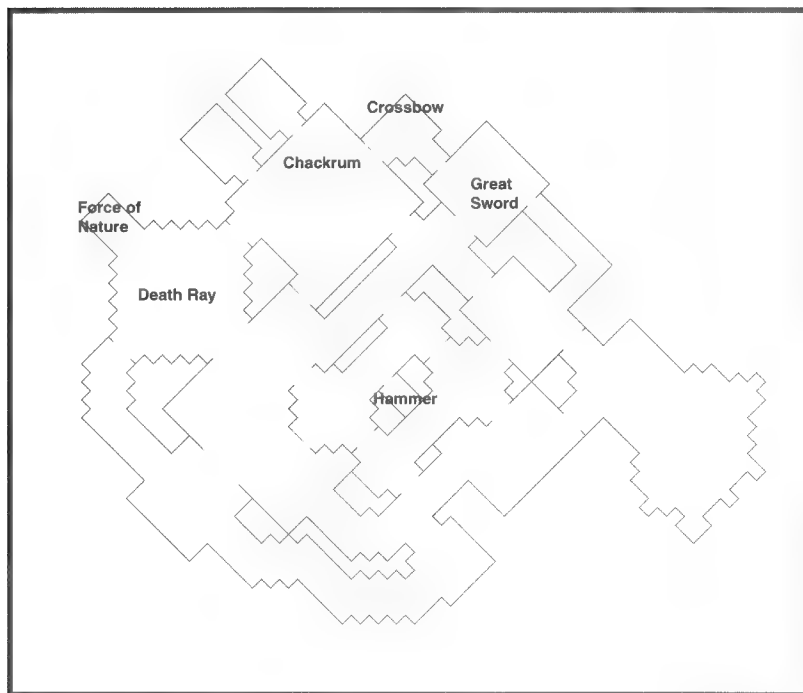 Crossbow
Chackrum
Great
Sword
Force of
Nature
Death Ray
Hammer